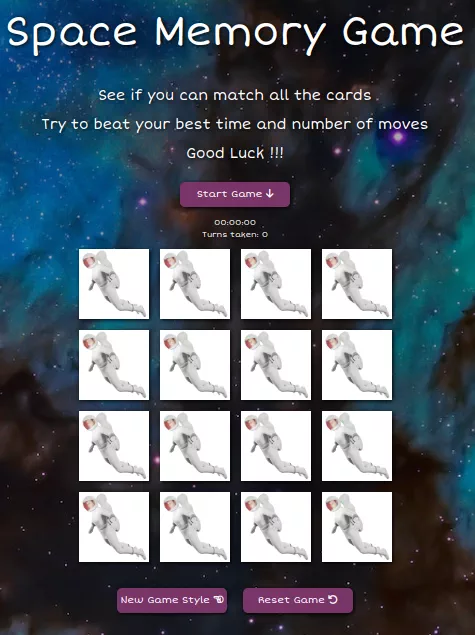 Space Memory Game
See if you can match all the cards
Try to beat your best time and number of moves
Good Luck !!!
Start Game
00:00:00
Turns taken: 0
New Game Style
Reset Game